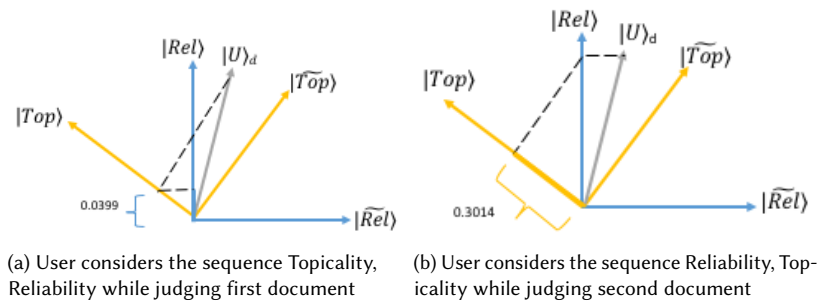 |Rel⟩ |U⟩d
|T̃op⟩
|Top⟩
0.0399
|R̃el⟩
(a) User considers the sequence Topicality,
Reliability while judging first document
|Rel⟩ |U⟩d
|T̃op⟩
|Top⟩
0.3014
|R̃el⟩
(b) User considers the sequence Reliability, Top-
icality while judging second document